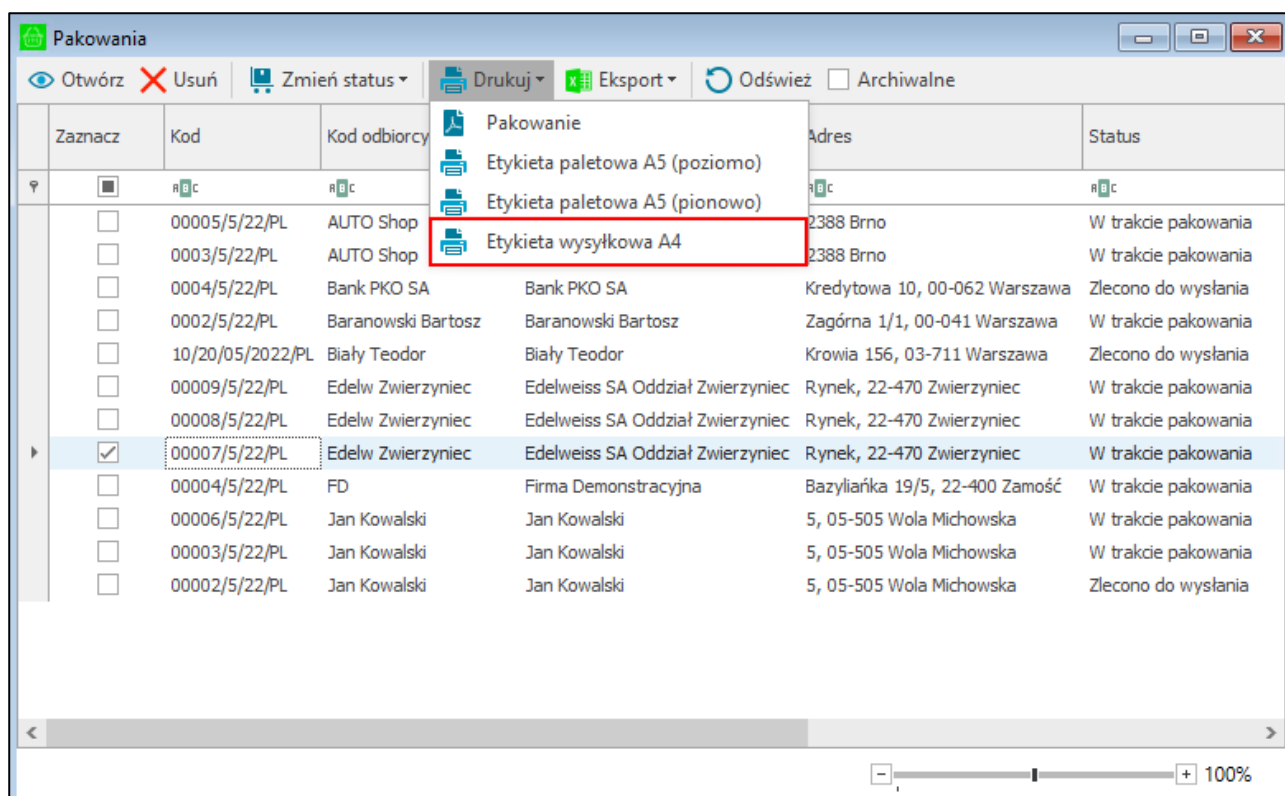 Pakowania
Otwórz Usuń Zmień status Drukuj Eksport Odśwież Archiwalne
Zaznacz Kod Kod odbiorcy Adres Status
Pakowanie
Etykieta paletowa A5 (poziomo)
Etykieta paletowa A5 (pionowo)
Etykieta wysyłkowa A4
ABC ABC ABC ABC
00005/5/22/PL AUTO Shop 2388 Brno W trakcie pakowania
0003/5/22/PL AUTO Shop 2388 Brno W trakcie pakowania
0004/5/22/PL Bank PKO SA Bank PKO SA Kredytowa 10, 00-062 Warszawa Zlecono do wysłania
0002/5/22/PL Baranowski Bartosz Baranowski Bartosz Zagórna 1/1, 00-041 Warszawa W trakcie pakowania
10/20/05/2022/PL Biały Teodor Biały Teodor Krowia 156, 03-711 Warszawa Zlecono do wysłania
00009/5/22/PL Edelw Zwierzyniec Edelweiss SA Oddział Zwierzyniec Rynek, 22-470 Zwierzyniec W trakcie pakowania
00008/5/22/PL Edelw Zwierzyniec Edelweiss SA Oddział Zwierzyniec Rynek, 22-470 Zwierzyniec W trakcie pakowania
00007/5/22/PL Edelw Zwierzyniec Edelweiss SA Oddział Zwierzyniec Rynek, 22-470 Zwierzyniec W trakcie pakowania
00004/5/22/PL FD Firma Demonstracyjna Bazyliańka 19/5, 22-400 Zamość W trakcie pakowania
00006/5/22/PL Jan Kowalski Jan Kowalski 5, 05-505 Wola Michowska W trakcie pakowania
00003/5/22/PL Jan Kowalski Jan Kowalski 5, 05-505 Wola Michowska W trakcie pakowania
00002/5/22/PL Jan Kowalski Jan Kowalski 5, 05-505 Wola Michowska Zlecono do wysłania
100%